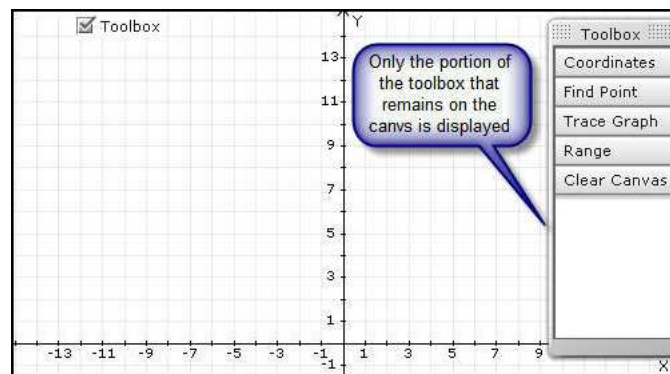 Toolbox
Y
Only the portion of
the toolbox that
remains on the
canvs is displayed
Toolbox
Coordinates
Find Point
Trace Graph
Range
Clear Canvas
13
11
9
7
5
3
1
-1
-13 -11 -9 -7 -5 -3 -1 1 3 5 7 9
X